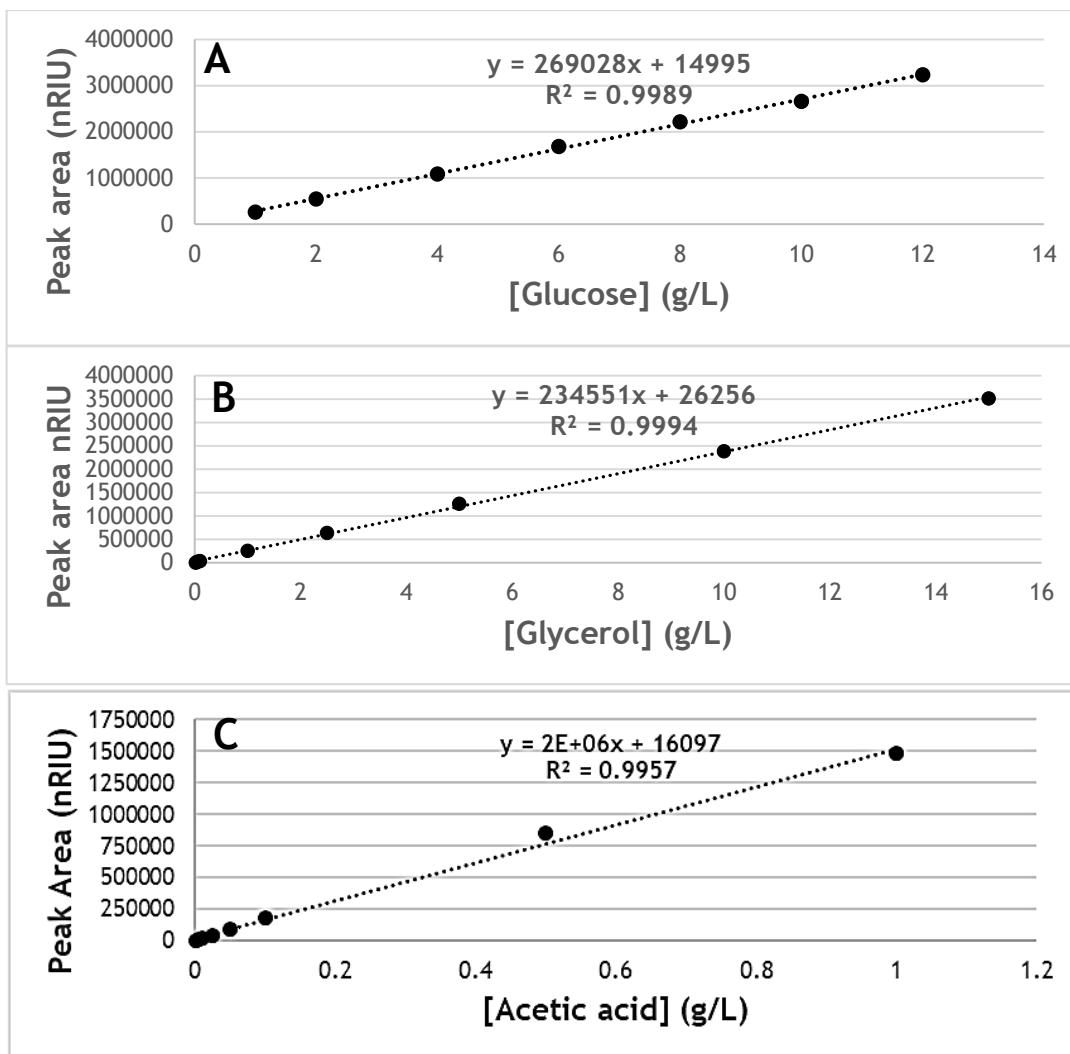 A
y = 269028x + 14995
R² = 0.9989
Peak area (nRIU)
4000000
3000000
2000000
1000000
0
0 2 4 6 8 10 12 14
[Glucose] (g/L)
B
y = 234551x + 26256
R² = 0.9994
Peak area nRIU
4000000
3500000
3000000
2500000
2000000
1500000
1000000
500000
0
0 2 4 6 8 10 12 14 16
[Glycerol] (g/L)
C
y = 2E+06x + 16097
R² = 0.9957
Peak Area (nRIU)
1750000
1500000
1250000
1000000
750000
500000
250000
0
0 0.2 0.4 0.6 0.8 1 1.2
[Acetic acid] (g/L)